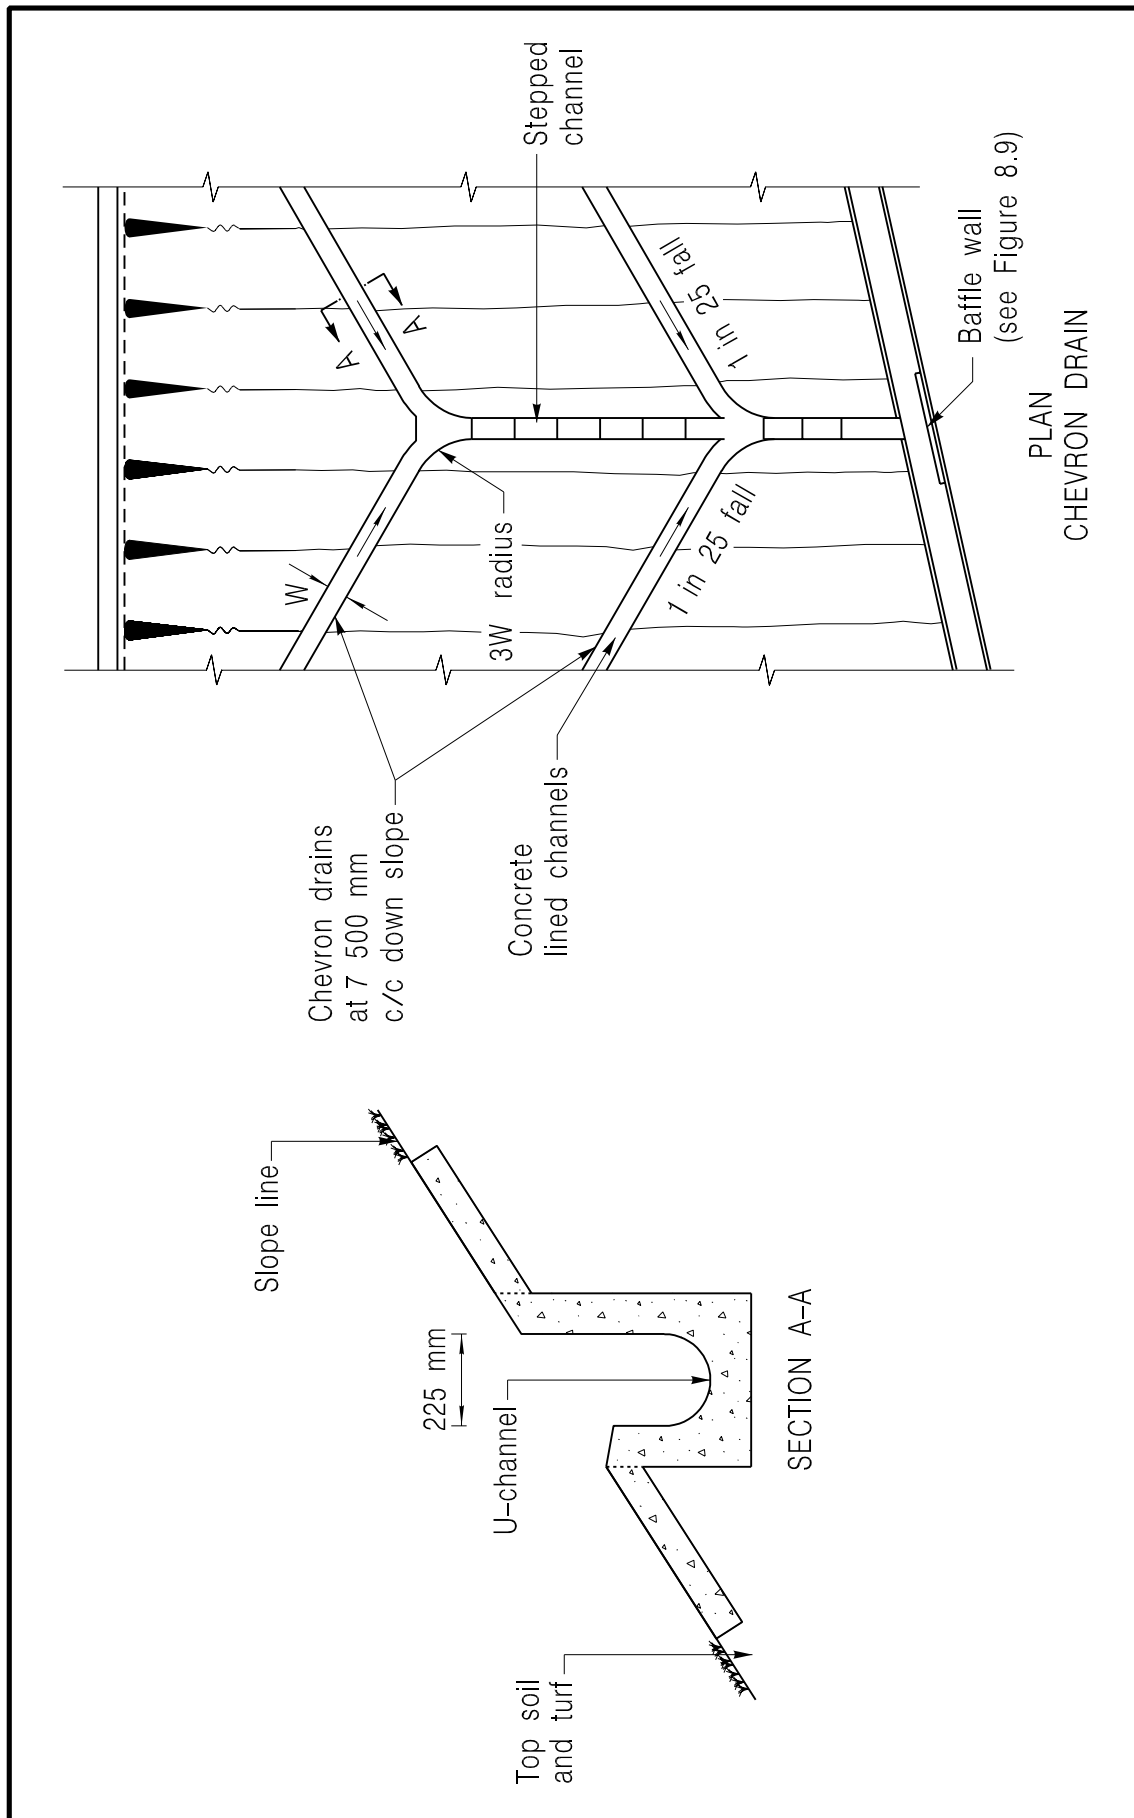 Top soil
and turf
U-channel
225 mm
Slope line
SECTION A-A
Chevron drains
at 7 500 mm
c/c down slope
Concrete
lined channels
W
3W radius
A
A
1 in 25 fall
1 in 25 fall
Stepped
channel
Baffle wall
(see Figure 8.9)
PLAN
CHEVRON DRAIN